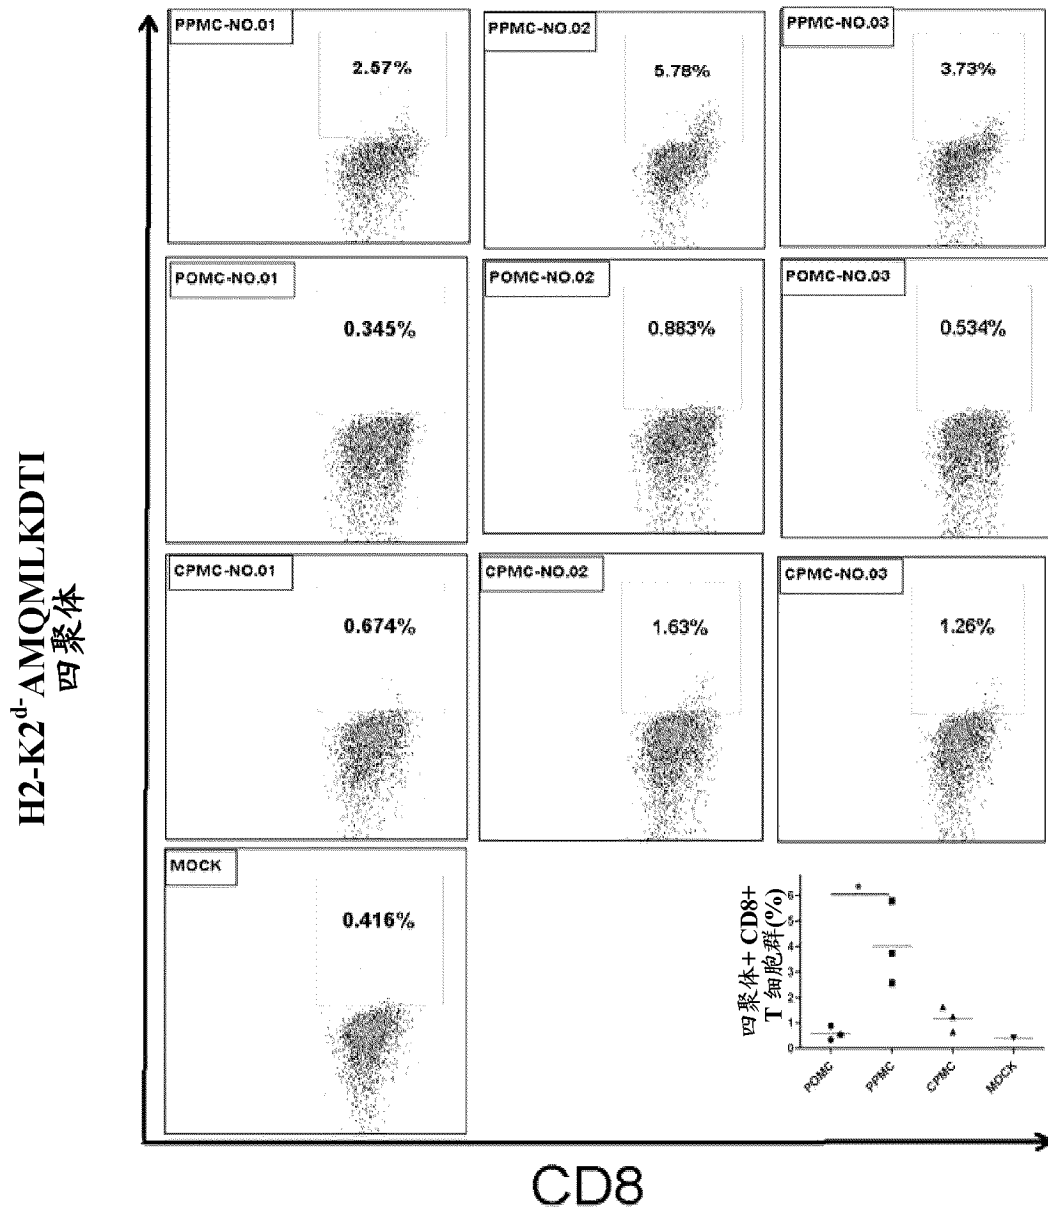 PPMC-NO.01
2.57%
PPMC-NO.02
5.78%
PPMC-NO.03
3.73%
POMC-NO.01
0.345%
POMC-NO.02
0.883%
POMC-NO.03
0.534%
CPMC-NO.01
0.674%
CPMC-NO.02
1.63%
CPMC-NO.03
1.26%
MOCK
0.416%
H2-K2d-AMQMLKDTI
四聚体
四聚体+ CD8+
T 细胞群(%)
6
5
4
3
2
1
0
*
POMC
PPMC
CPMC
MOCK
CD8